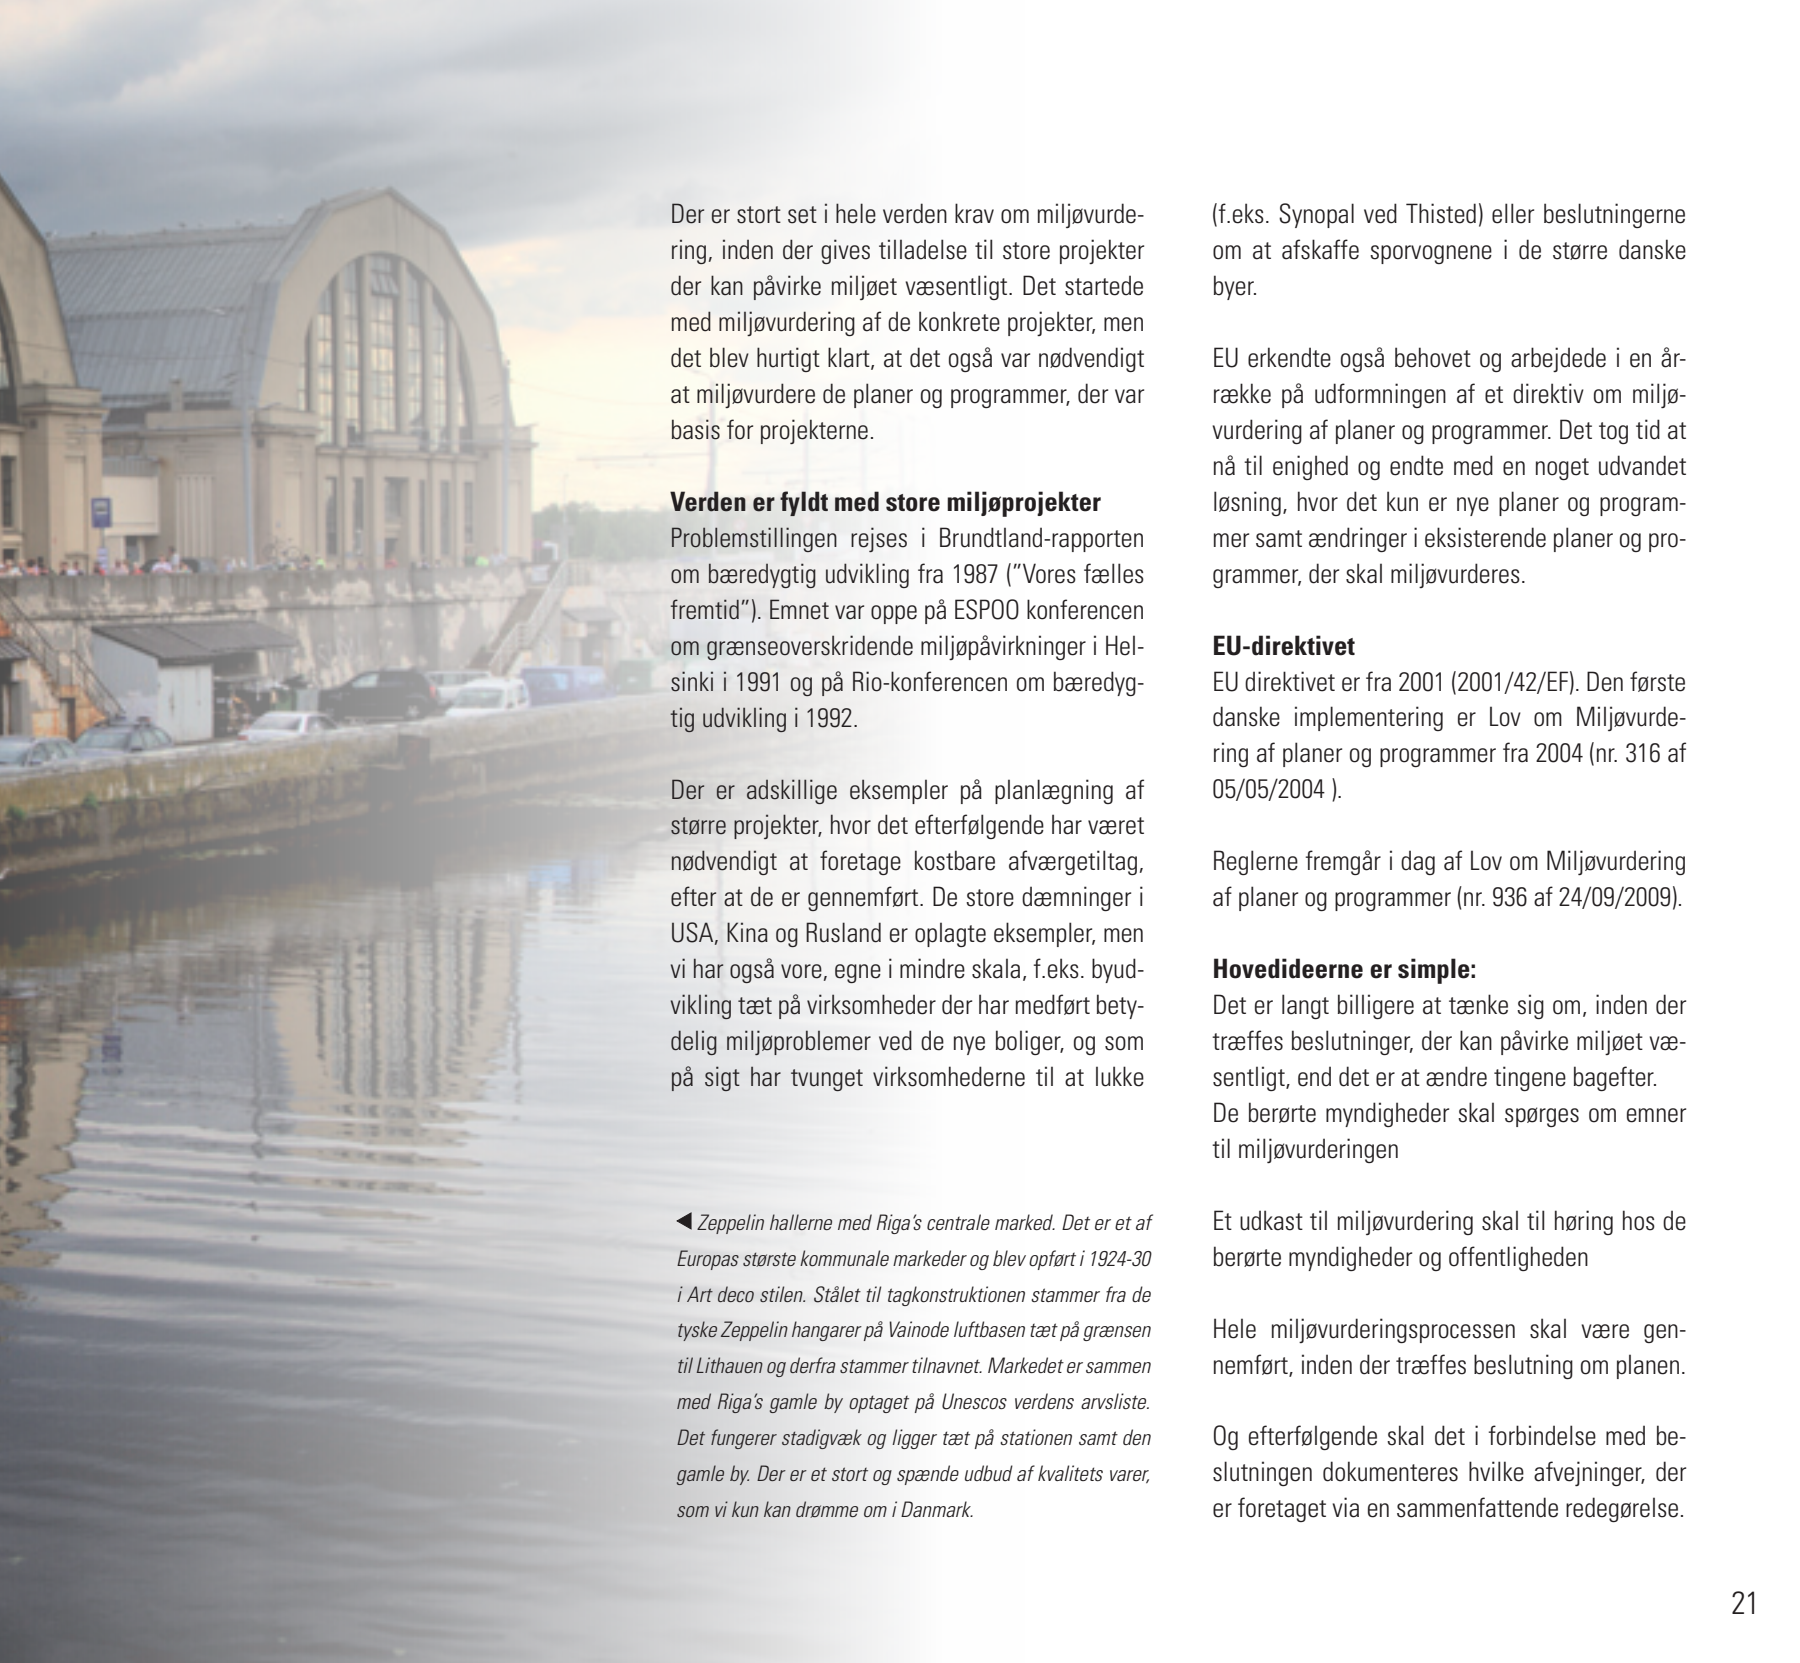 Der er stort set i hele verden krav om miljøvurde-
ring, inden der gives tilladelse til store projekter
der kan påvirke miljøet væsentligt. Det startede
med miljøvurdering af de konkrete projekter, men
det blev hurtigt klart, at det også var nødvendigt
at miljøvurdere de planer og programmer, der var
basis for projekterne.
Verden er fyldt med store miljøprojekter
Problemstillingen rejses i Brundtland-rapporten
om bæredygtig udvikling fra 1987 (”Vores fælles
fremtid”). Emnet var oppe på ESPOO konferencen
om grænseoverskridende miljøpåvirkninger i Hel-
sinki i 1991 og på Rio-konferencen om bæredyg-
tig udvikling i 1992.
Der er adskillige eksempler på planlægning af
større projekter, hvor det efterfølgende har været
nødvendigt at foretage kostbare afværgetiltag,
efter at de er gennemført. De store dæmninger i
USA, Kina og Rusland er oplagte eksempler, men
vi har også vore, egne i mindre skala, f.eks. byud-
vikling tæt på virksomheder der har medført bety-
delig miljøproblemer ved de nye boliger, og som
på sigt har tvunget virksomhederne til at lukke
(f.eks. Synopal ved Thisted) eller beslutningerne
om at afskaffe sporvognene i de større danske
byer.
EU erkendte også behovet og arbejdede i en år-
række på udformningen af et direktiv om miljø-
vurdering af planer og programmer. Det tog tid at
nå til enighed og endte med en noget udvandet
løsning, hvor det kun er nye planer og program-
mer samt ændringer i eksisterende planer og pro-
grammer, der skal miljøvurderes.
EU-direktivet
EU direktivet er fra 2001 (2001/42/EF). Den første
danske implementering er Lov om Miljøvurde-
ring af planer og programmer fra 2004 (nr. 316 af
05/05/2004 ).
Reglerne fremgår i dag af Lov om Miljøvurdering
af planer og programmer (nr. 936 af 24/09/2009).
Hovedideerne er simple:
Det er langt billigere at tænke sig om, inden der
træffes beslutninger, der kan påvirke miljøet væ-
sentligt, end det er at ændre tingene bagefter.
De berørte myndigheder skal spørges om emner
til miljøvurderingen
Et udkast til miljøvurdering skal til høring hos de
berørte myndigheder og offentligheden
Hele miljøvurderingsprocessen skal være gen-
nemført, inden der træffes beslutning om planen.
Og efterfølgende skal det i forbindelse med be-
slutningen dokumenteres hvilke afvejninger, der
er foretaget via en sammenfattende redegørelse.
◀ Zeppelin hallerne med Riga’s centrale marked. Det er et af
Europas største kommunale markeder og blev opført i 1924-30
i Art deco stilen. Stålet til tagkonstruktionen stammer fra de
tyske Zeppelin hangarer på Vainode luftbasen tæt på grænsen
til Lithauen og derfra stammer tilnavnet. Markedet er sammen
med Riga’s gamle by optaget på Unescos verdens arvsliste.
Det fungerer stadigvæk og ligger tæt på stationen samt den
gamle by. Der er et stort og spænde udbud af kvalitets varer,
som vi kun kan drømme om i Danmark.
21